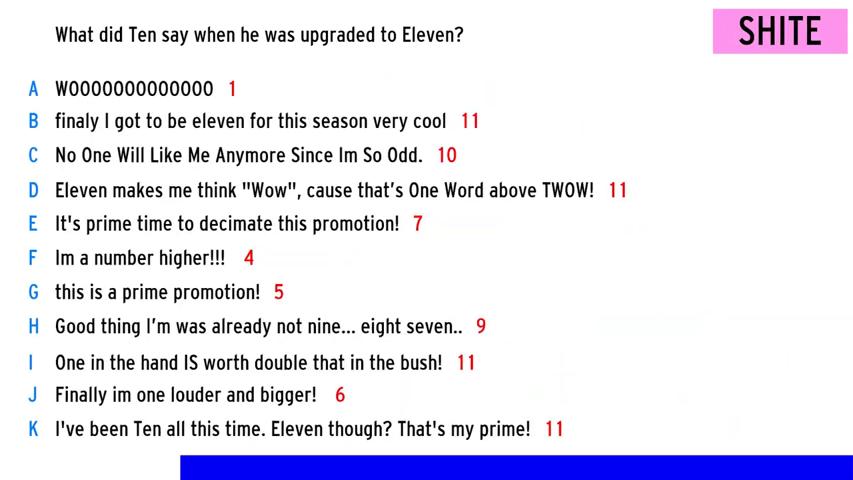 What did Ten say when he was upgraded to Eleven?
SHITE
A WOOOOOOOOOOOOO 1
B finaly I got to be eleven for this season very cool 11
C No One Will Like Me Anymore Since Im So Odd. 10
D Eleven makes me think "Wow", cause that's One Word above TWOW! 11
E It's prime time to decimate this promotion! 7
F Im a number higher!!! 4
G this is a prime promotion! 5
H Good thing I'm was already not nine... eight seven.. 9
I One in the hand IS worth double that in the bush! 11
J Finally im one louder and bigger! 6
K I've been Ten all this time. Eleven though? That's my prime! 11